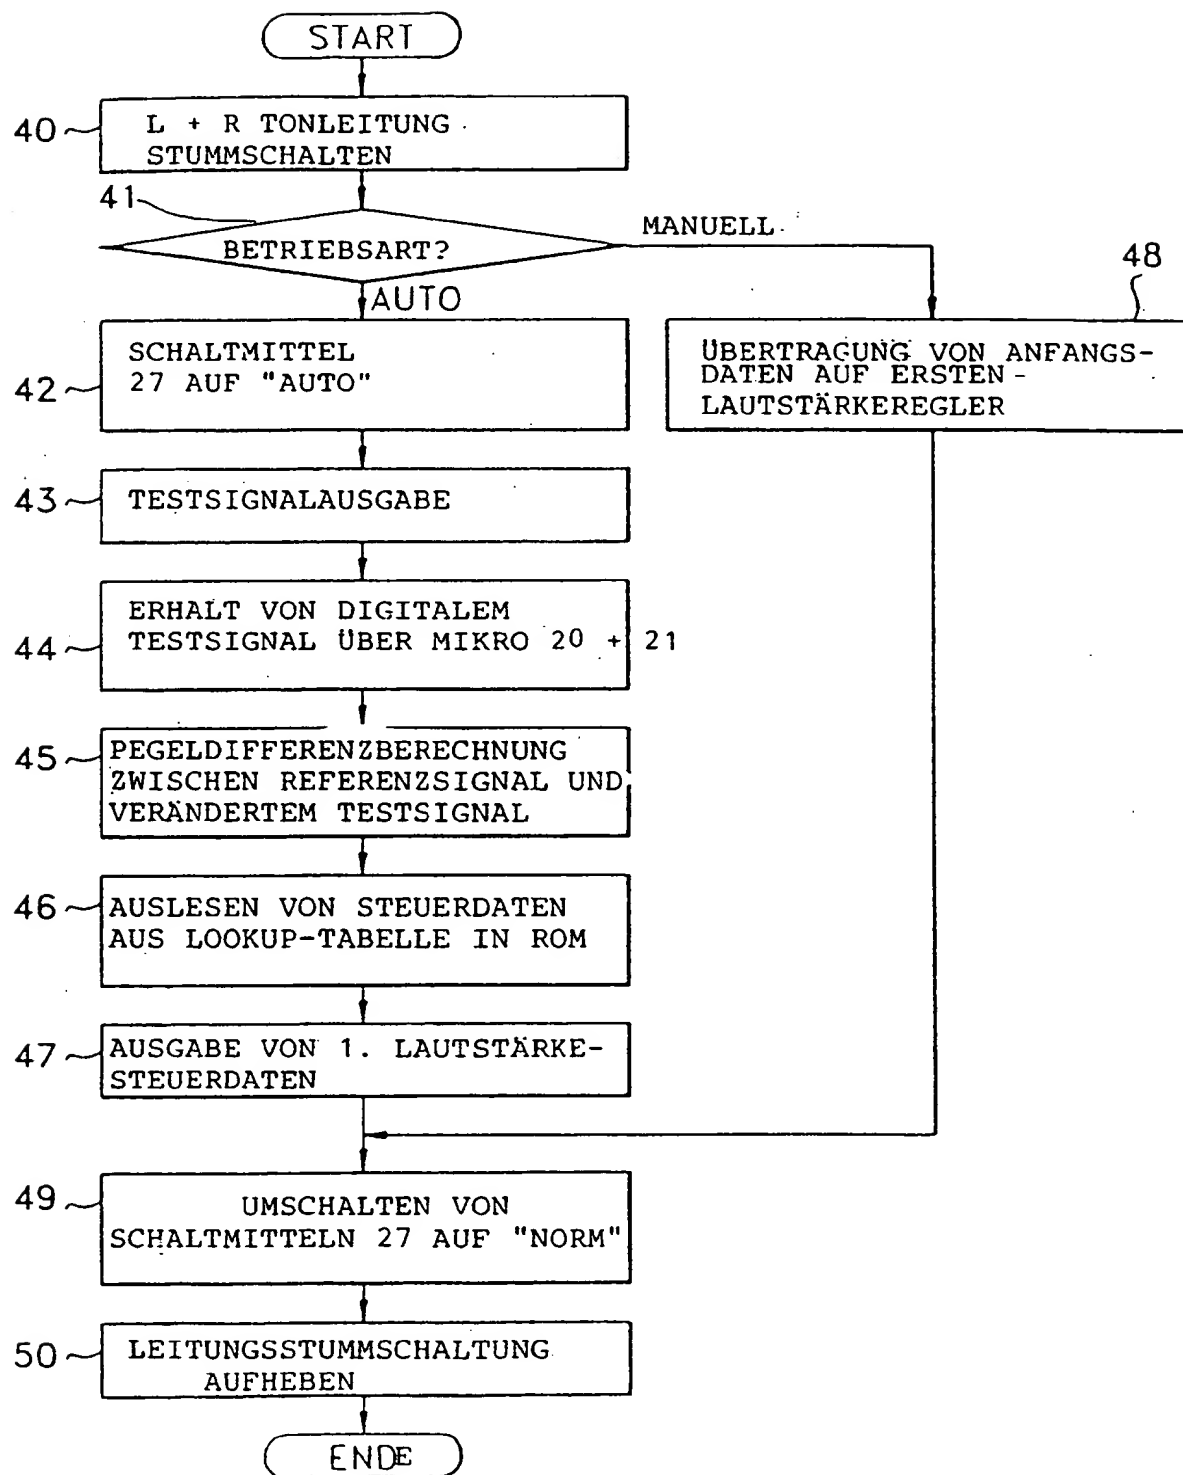 START
40
L + R TONLEITUNG
STUMMSCHALTEN
41
BETRIEBSART?
MANUELL
AUTO
48
42
SCHALTMITTEL
27 AUF "AUTO"
ÜBERTRAGUNG VON ANFANGS-
DATEN AUF ERSTEN
LAUTSTÄRKEREGLER
43
TESTSIGNALAUSGABE
44
ERHALT VON DIGITALEM
TESTSIGNAL ÜBER MIKRO 20 + 21
45
PEGELDIFFERENZBERECHNUNG
ZWISCHEN REFERENZSIGNAL UND
VERÄNDERTEM TESTSIGNAL
46
AUSLESEN VON STEUERDATEN
AUS LOOKUP-TABELLE IN ROM
47
AUSGABE VON 1. LAUTSTÄRKE-
STEUERDATEN
49
UMSCHALTEN VON
SCHALTMITTELN 27 AUF "NORM"
50
LEITUNGSSTUMMSCHALTUNG
AUFHEBEN
ENDE